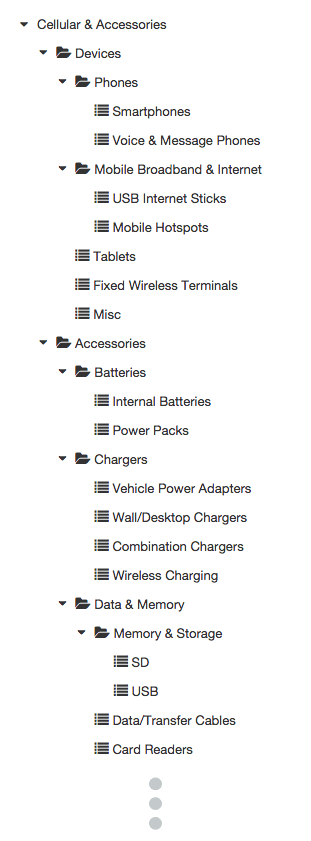 Cellular & Accessories
Devices
Phones
Smartphones
Voice & Message Phones
Mobile Broadband & Internet
USB Internet Sticks
Mobile Hotspots
Tablets
Fixed Wireless Terminals
Misc
Accessories
Batteries
Internal Batteries
Power Packs
Chargers
Vehicle Power Adapters
Wall/Desktop Chargers
Combination Chargers
Wireless Charging
Data & Memory
Memory & Storage
SD
USB
Data/Transfer Cables
Card Readers